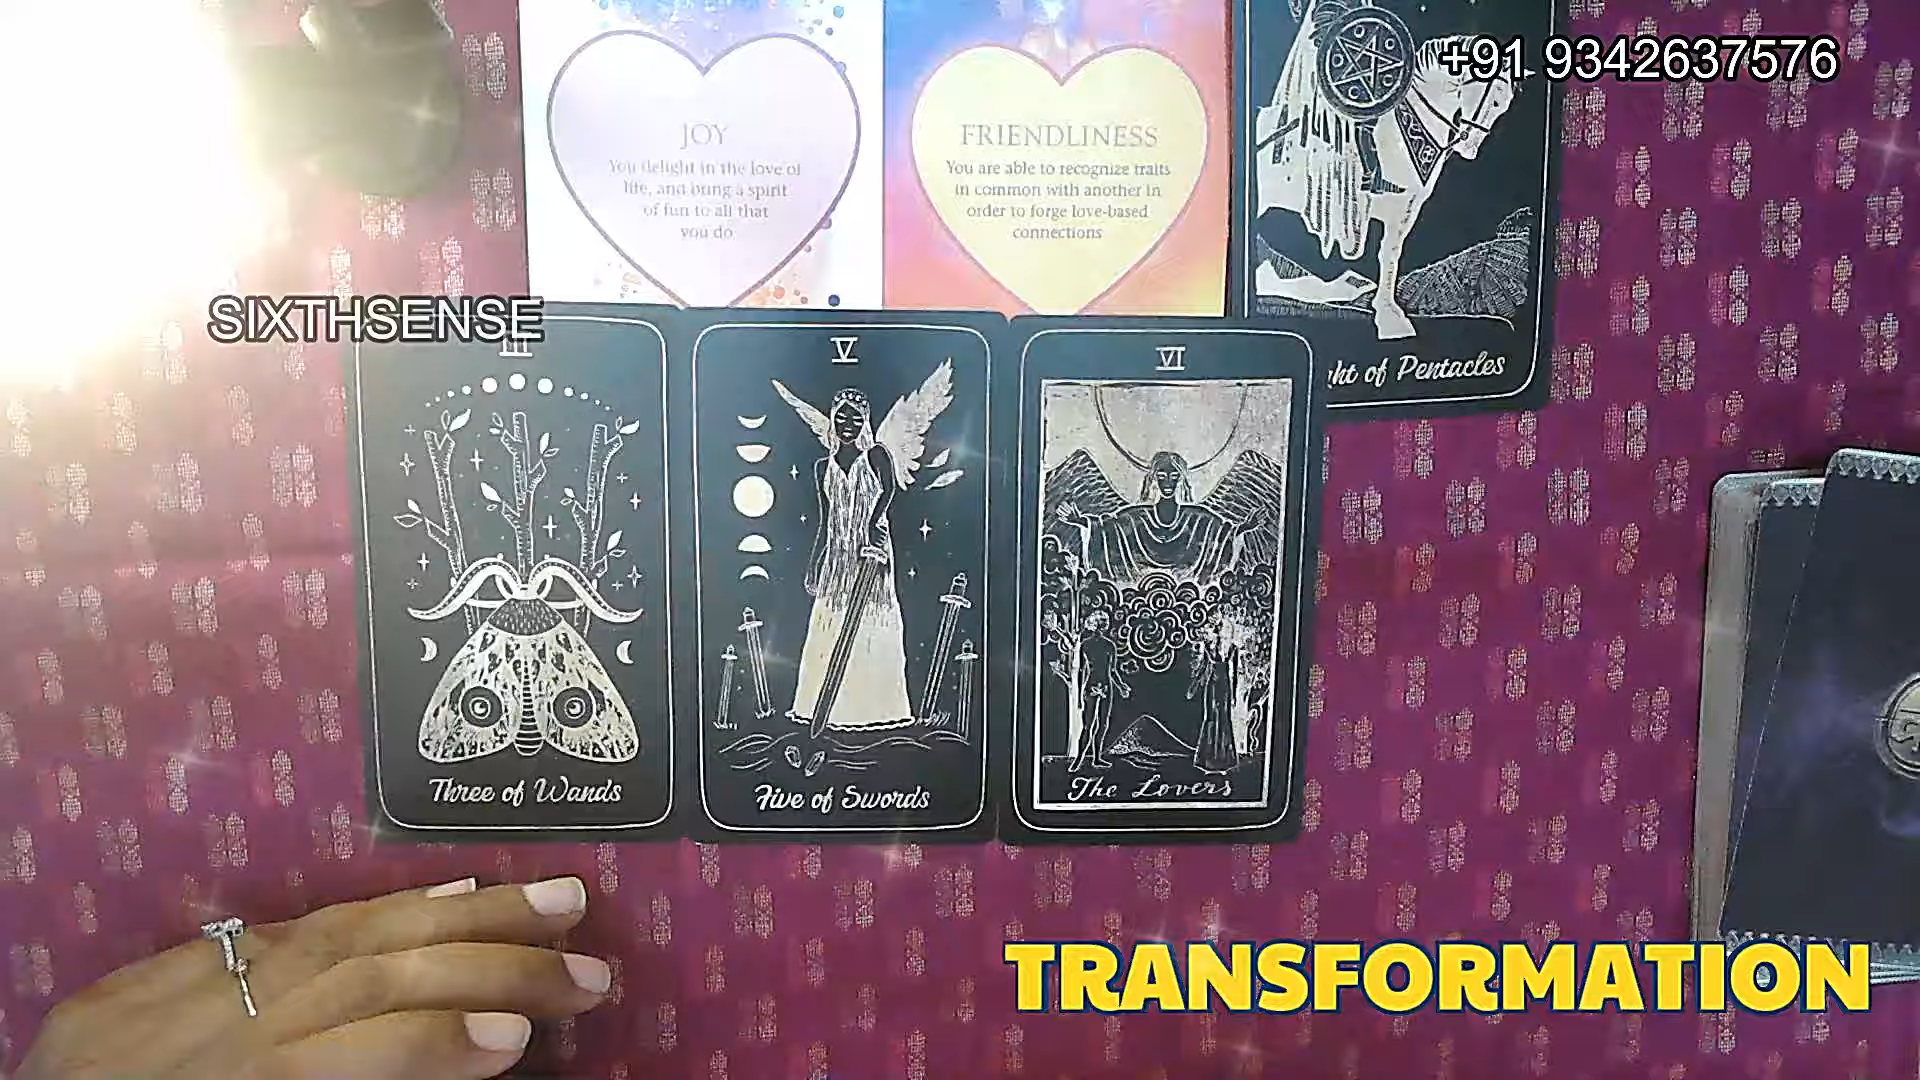 +91 9342637576
JOY
You delight in the love of
life, and bring a spirit
of fun to all that
you do
FRIENDLINESS
You are able to recognize traits
in common with another in
order to forge love-based
connections
ht of Pentacles
SIXTHSENSE
III
Three of Wands
V
Five of Swords
VI
The Lovers
TRANSFORMATION